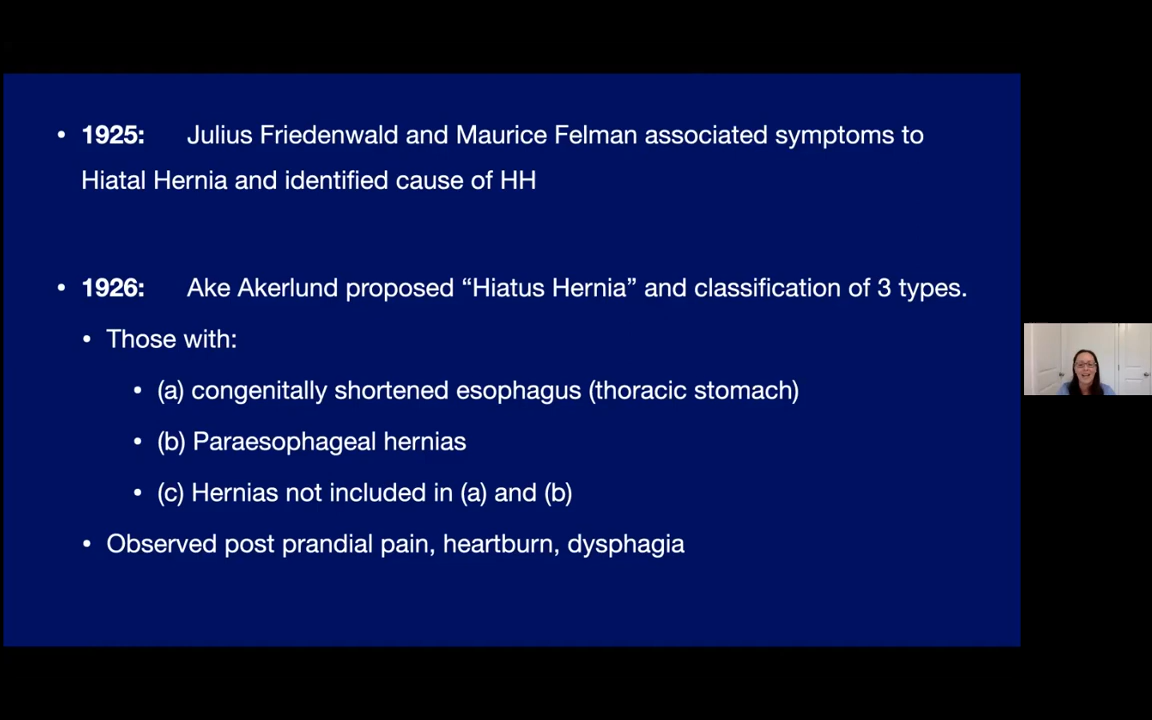 • 1925: Julius Friedenwald and Maurice Felman associated symptoms to
Hiatal Hernia and identified cause of HH
• 1926: Ake Akerlund proposed “Hiatus Hernia” and classification of 3 types.
• Those with:
• (a) congenitally shortened esophagus (thoracic stomach)
• (b) Paraesophageal hernias
• (c) Hernias not included in (a) and (b)
• Observed post prandial pain, heartburn, dysphagia